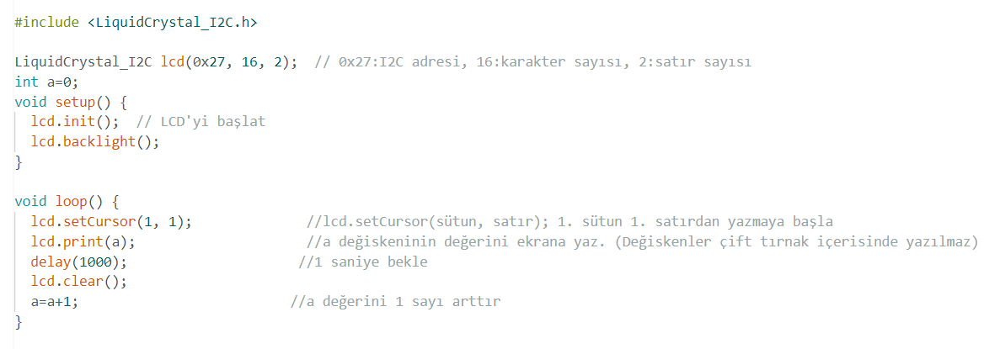 #include <LiquidCrystal_I2C.h>
LiquidCrystal_I2C lcd(0x27, 16, 2);  // 0x27:I2C adresi, 16:karakter sayısı, 2:satır sayısı
int a=0;
void setup() {
lcd.init();  // LCD'yi başlat
lcd.backlight();
}
void loop() {
lcd.setCursor(1, 1);  //lcd.setCursor(sütun, satır); 1. sütun 1. satırdan yazmaya başla
lcd.print(a);  //a değiskeninin değerini ekrana yaz. (Değiskenler çift tırnak içerisinde yazılmaz)
delay(1000);  //1 saniye bekle
lcd.clear();
a=a+1;  //a değerini 1 sayı arttır
}